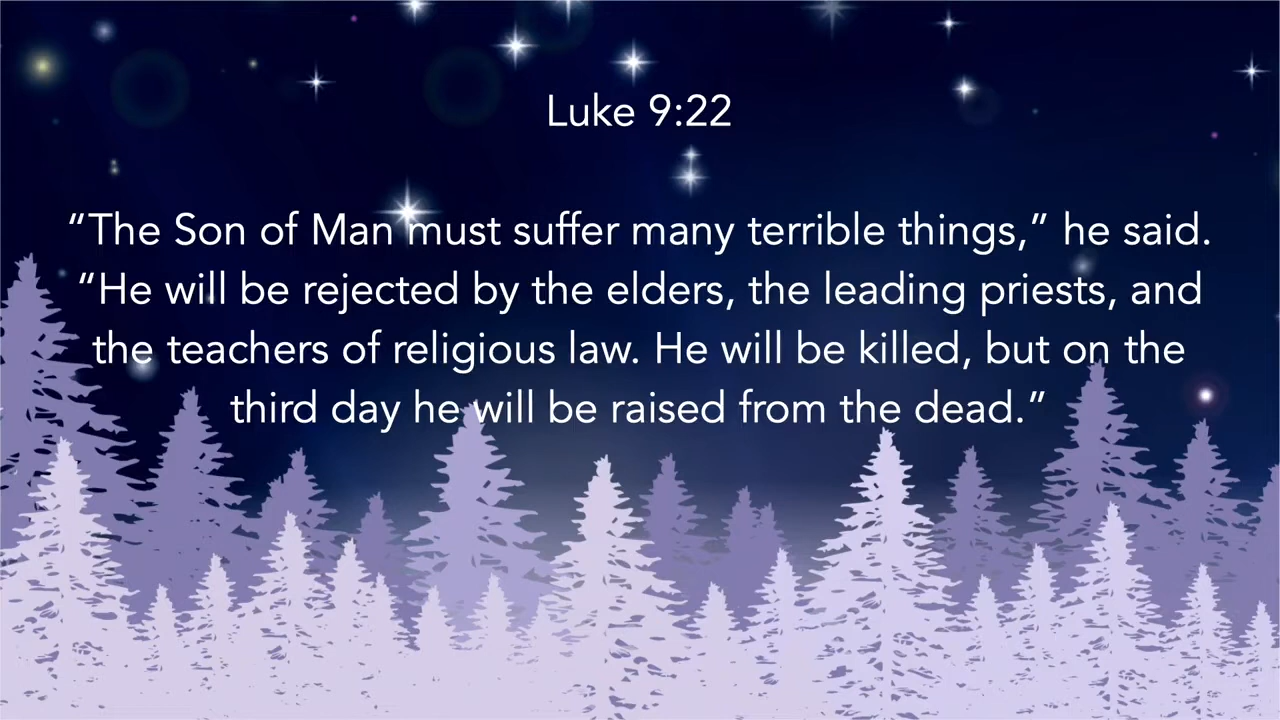 Luke 9:22
“The Son of Man must suffer many terrible things,” he said.
“He will be rejected by the elders, the leading priests, and
the teachers of religious law. He will be killed, but on the
third day he will be raised from the dead.”